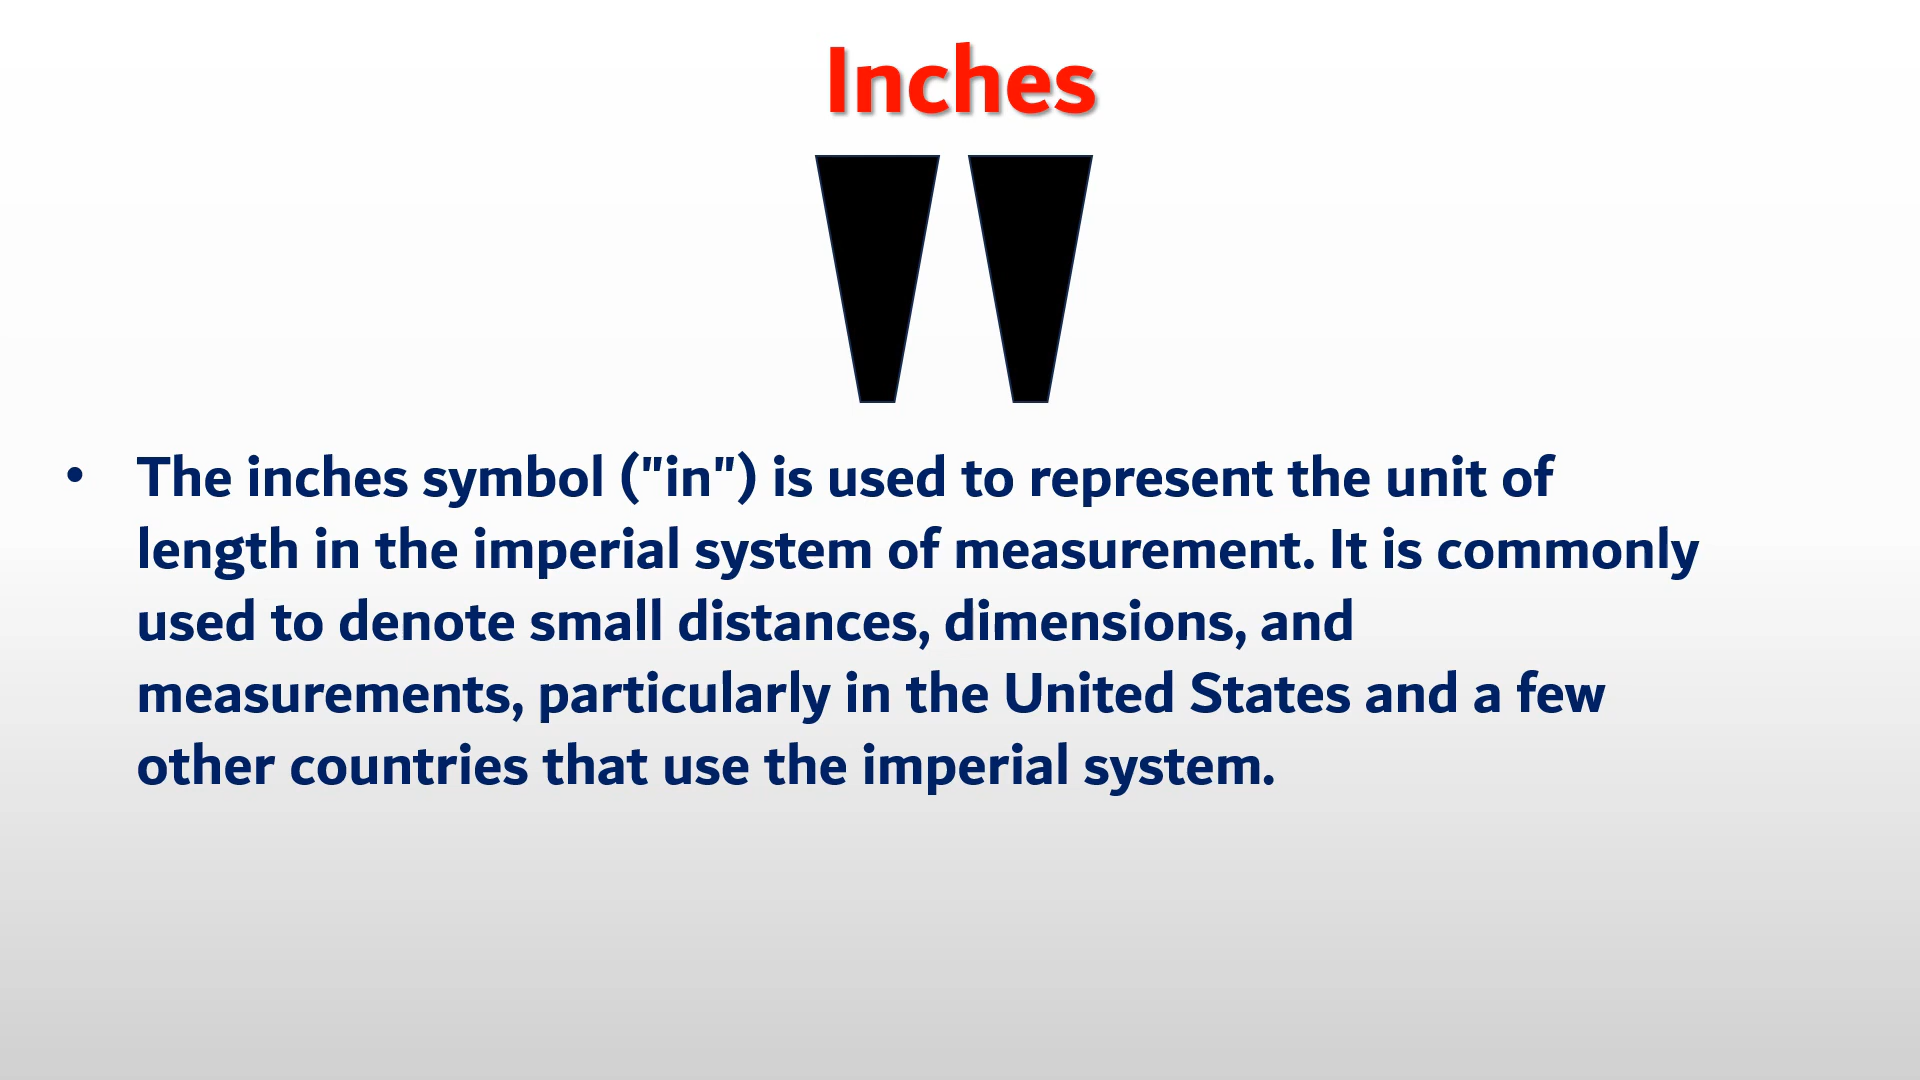 Inches
"
• The inches symbol ("in") is used to represent the unit of
length in the imperial system of measurement. It is commonly
used to denote small distances, dimensions, and
measurements, particularly in the United States and a few
other countries that use the imperial system.